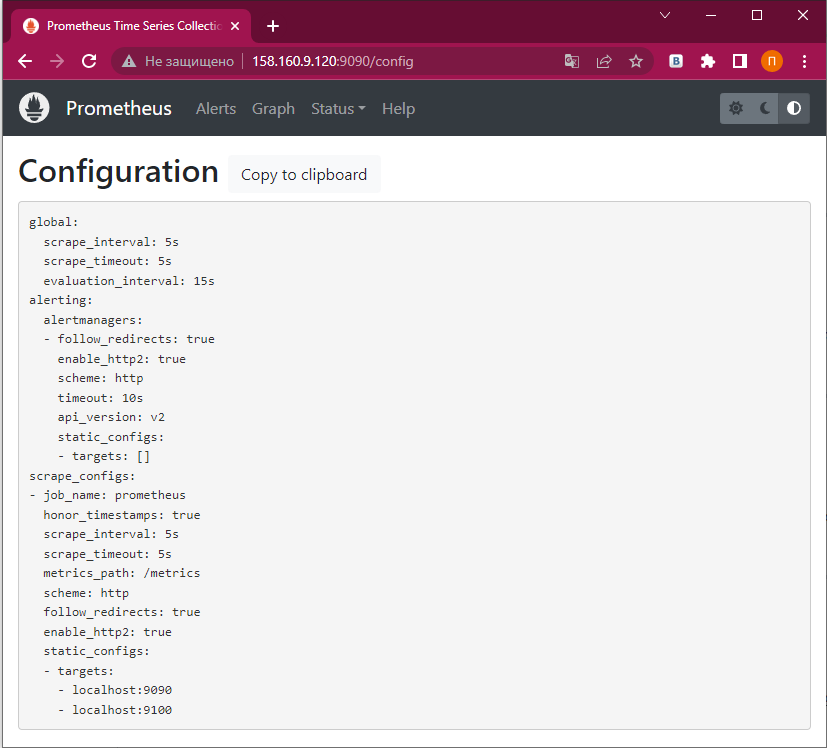 Prometheus Time Series Collectio
Не защищено 158.160.9.120:9090/config
B
П
Prometheus Alerts Graph Status Help
Configuration Copy to clipboard
global:
  scrape_interval: 5s
  scrape_timeout: 5s
  evaluation_interval: 15s
alerting:
  alertmanagers:
  - follow_redirects: true
    enable_http2: true
    scheme: http
    timeout: 10s
    api_version: v2
    static_configs:
    - targets: []
scrape_configs:
- job_name: prometheus
  honor_timestamps: true
  scrape_interval: 5s
  scrape_timeout: 5s
  metrics_path: /metrics
  scheme: http
  follow_redirects: true
  enable_http2: true
  static_configs:
  - targets:
    - localhost:9090
    - localhost:9100